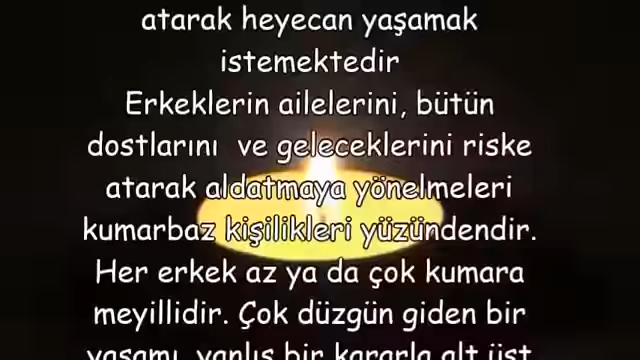 atarak heyecan yaşamak
istemektedir
Erkeklerin ailelerini, bütün
dostlarını ve geleceklerini riske
atarak aldatmaya yönelmeleri
kumarbaz kişilikleri yüzündendir.
Her erkek az ya da çok kumara
meyillidir. Çok düzgün giden bir
yaşamı, yanlış bir kararla alt üst